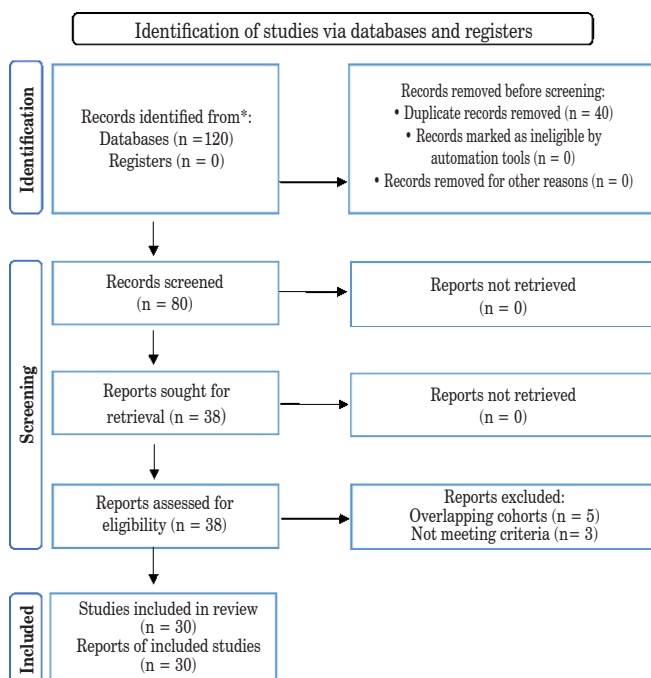 Identification of studies via databases and registers
Identification
Records identified from*:
Databases (n =120)
Registers (n = 0)
Records removed before screening:
• Duplicate records removed (n = 40)
• Records marked as ineligible by
automation tools (n = 0)
• Records removed for other reasons (n = 0)
Screening
Records screened
(n = 80)
Reports not retrieved
(n = 0)
Reports sought for
retrieval (n = 38)
Reports not retrieved
(n = 0)
Reports assessed for
eligibility (n = 38)
Reports excluded:
Overlapping cohorts (n = 5)
Not meeting criteria (n= 3)
Included
Studies included in review
(n = 30)
Reports of included studies
(n = 30)